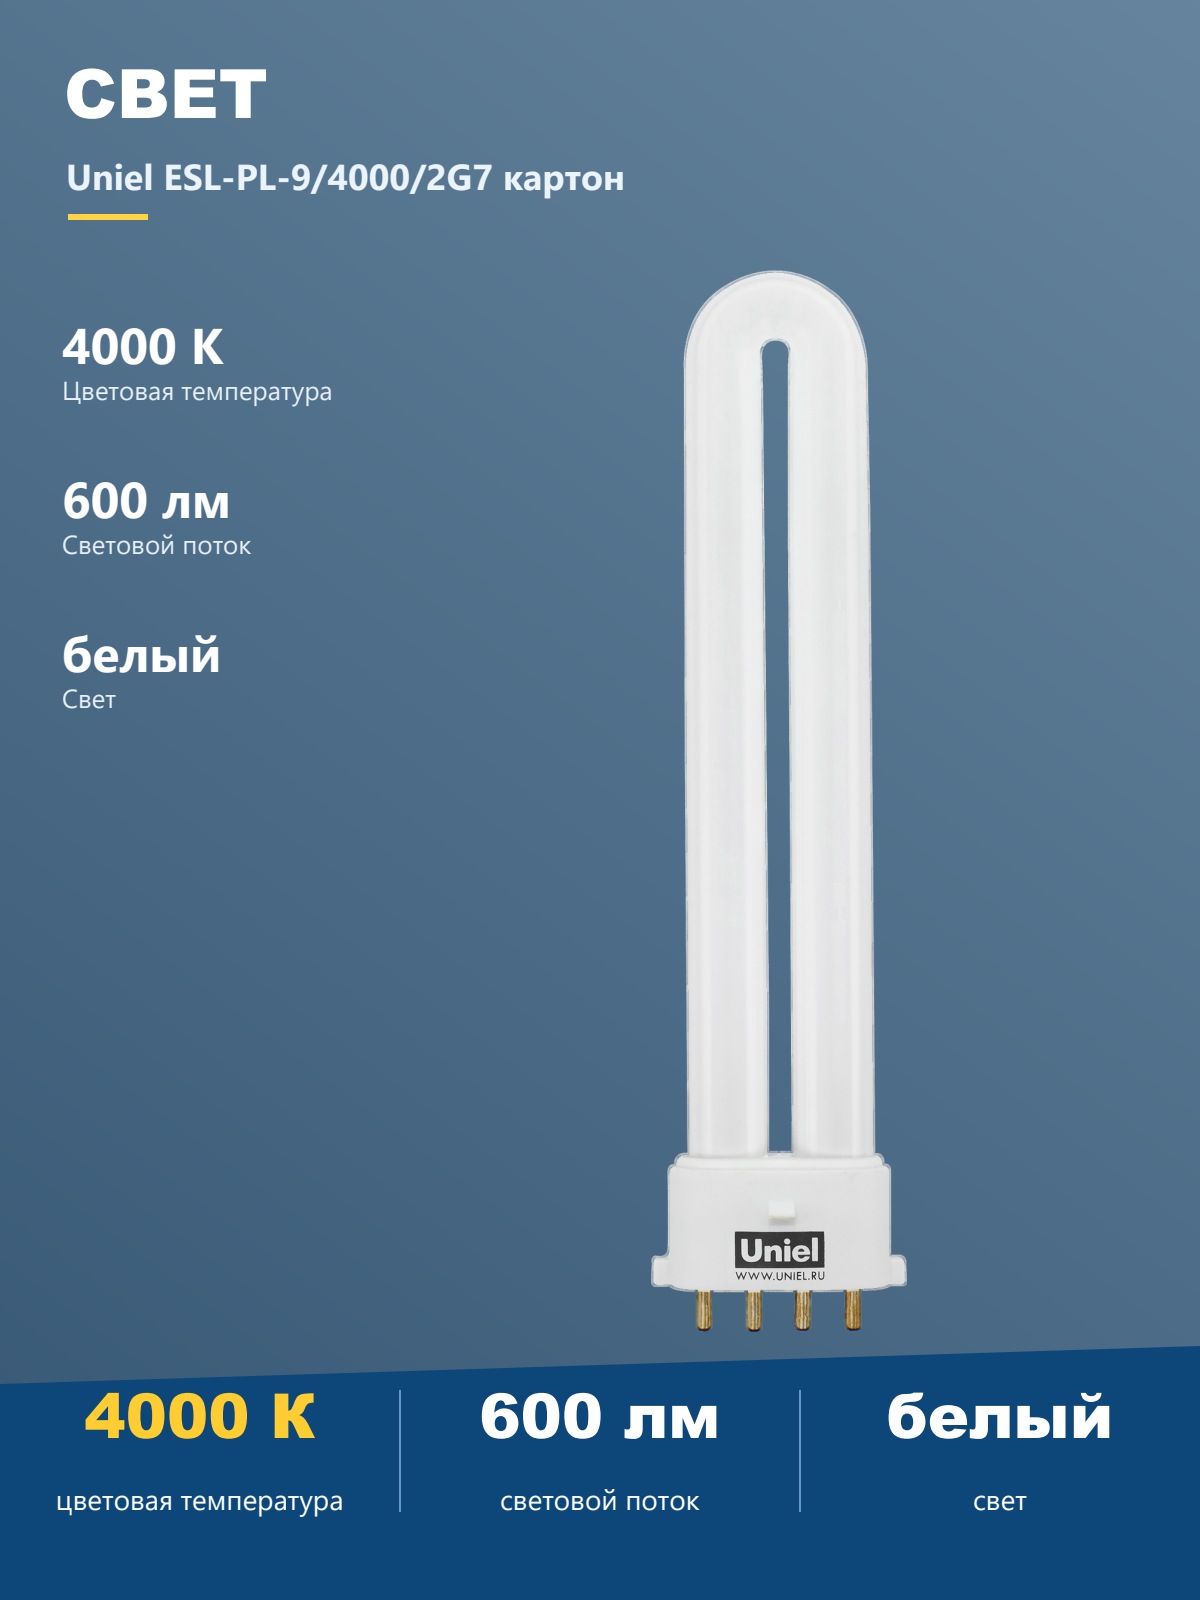 СВЕТ
Uniel ESL-PL-9/4000/2G7 картон
4000 К
Цветовая температура
600 лм
Световой поток
белый
Свет
Uniel
WWW.UNIEL.RU
4000 К
600 лм
белый
цветовая температура
световой поток
свет